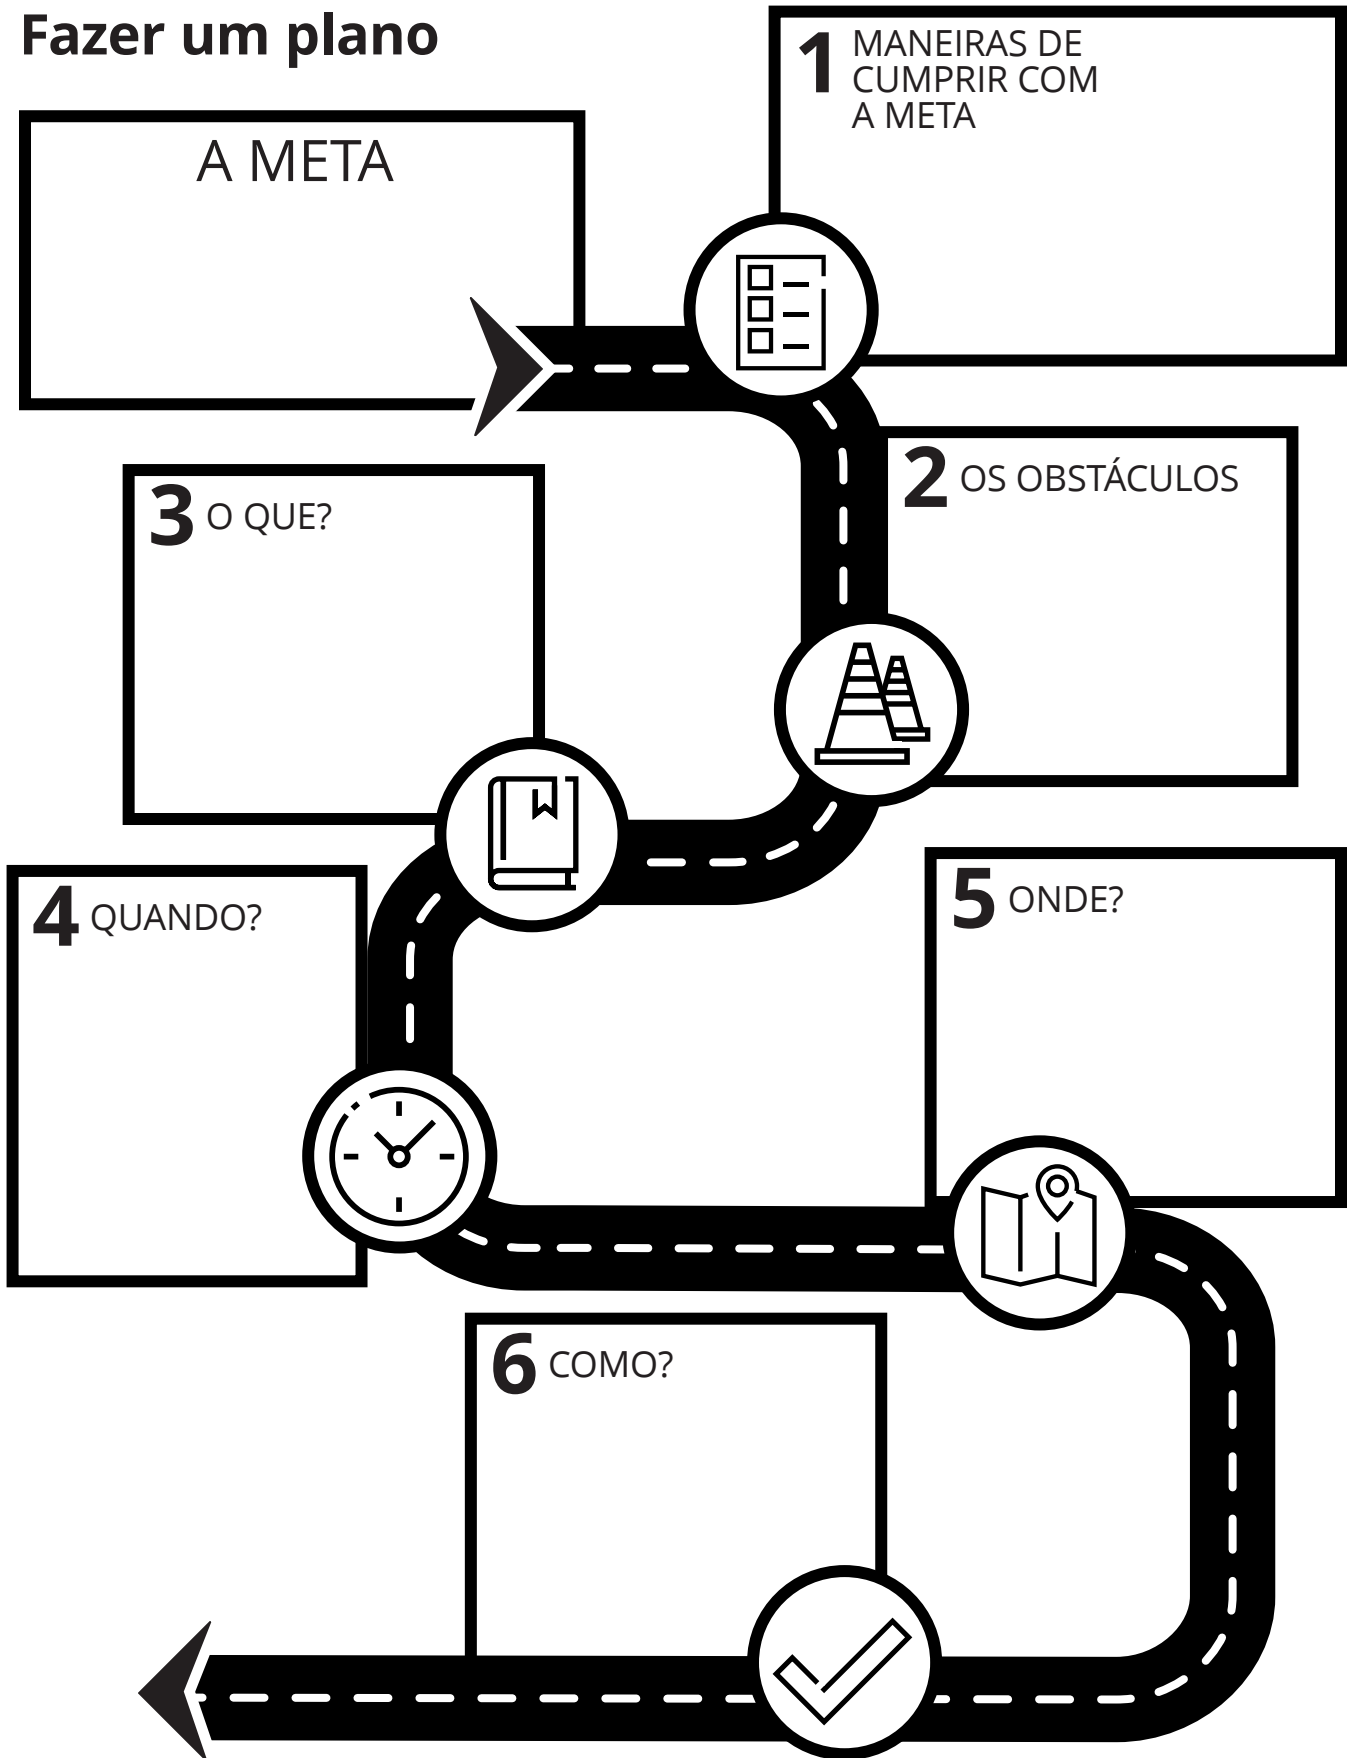 Fazer um plano
A META
1 MANEIRAS DE
CUMPRIR COM
A META
2 OS OBSTÁCULOS
3 O QUE?
4 QUANDO?
5 ONDE?
6 COMO?